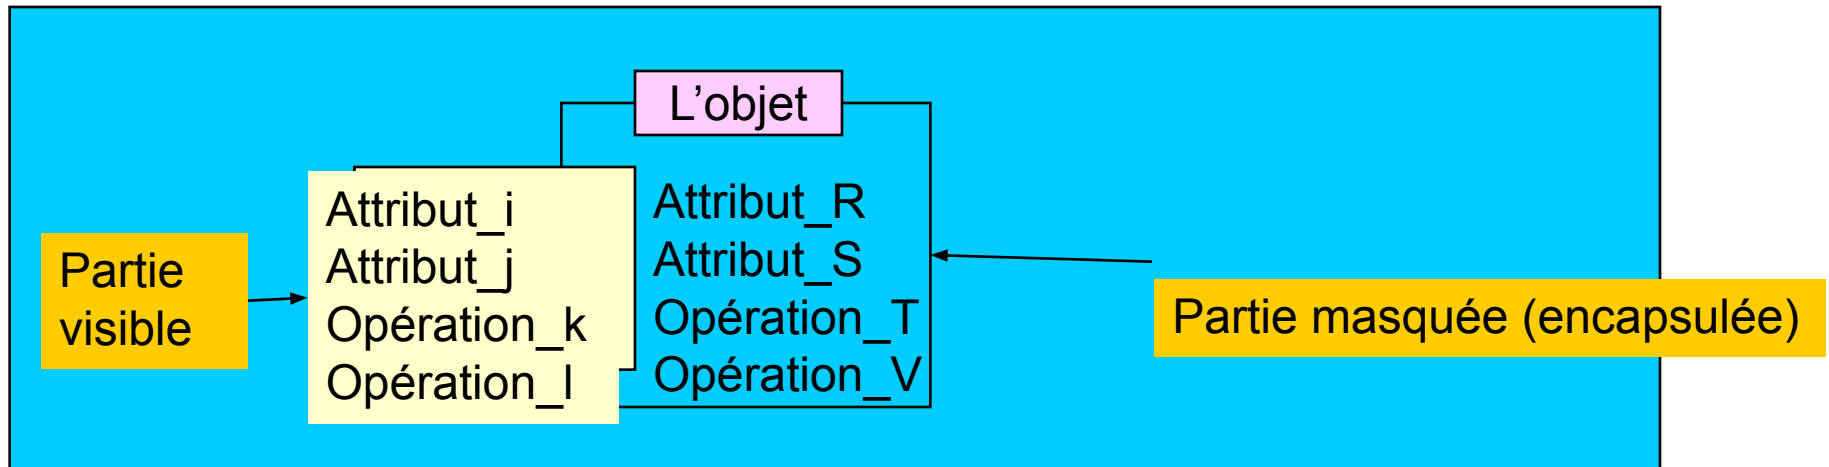 L’objet
Partie
visible
Attribut_i
Attribut_j
Opération_k
Opération_l
Attribut_R
Attribut_S
Opération_T
Opération_V
Partie masquée (encapsulée)